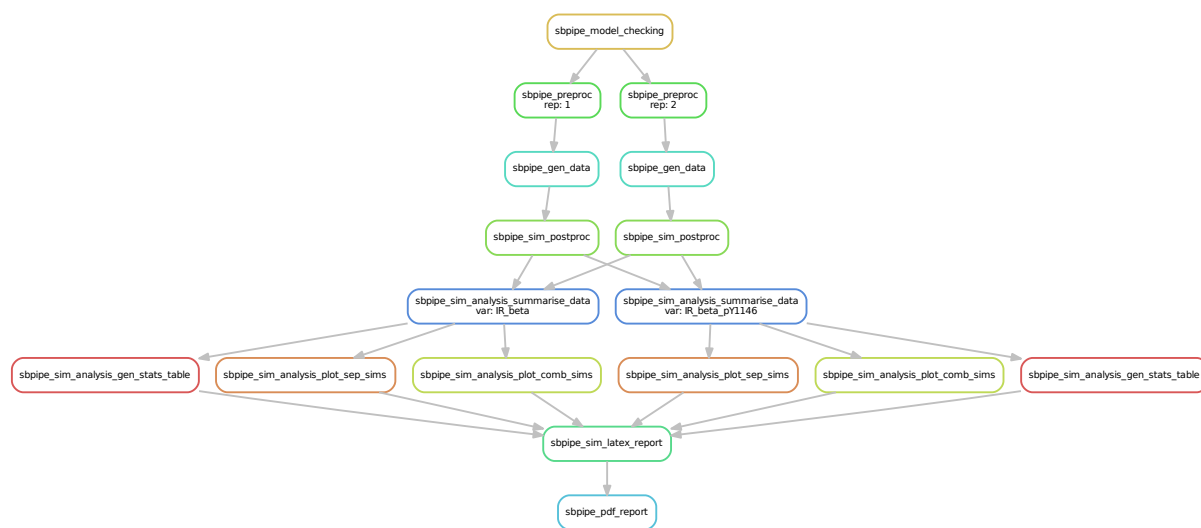 sbpipe_model_checking
sbpipe_preproc
rep: 1
sbpipe_preproc
rep: 2
sbpipe_gen_data
sbpipe_gen_data
sbpipe_sim_postproc
sbpipe_sim_postproc
sbpipe_sim_analysis_summarise_data
var: IR_beta
sbpipe_sim_analysis_summarise_data
var: IR_beta_pY1146
sbpipe_sim_analysis_gen_stats_table
sbpipe_sim_analysis_plot_sep_sims
sbpipe_sim_analysis_plot_comb_sims
sbpipe_sim_analysis_plot_sep_sims
sbpipe_sim_analysis_plot_comb_sims
sbpipe_sim_analysis_gen_stats_table
sbpipe_sim_latex_report
sbpipe_pdf_report